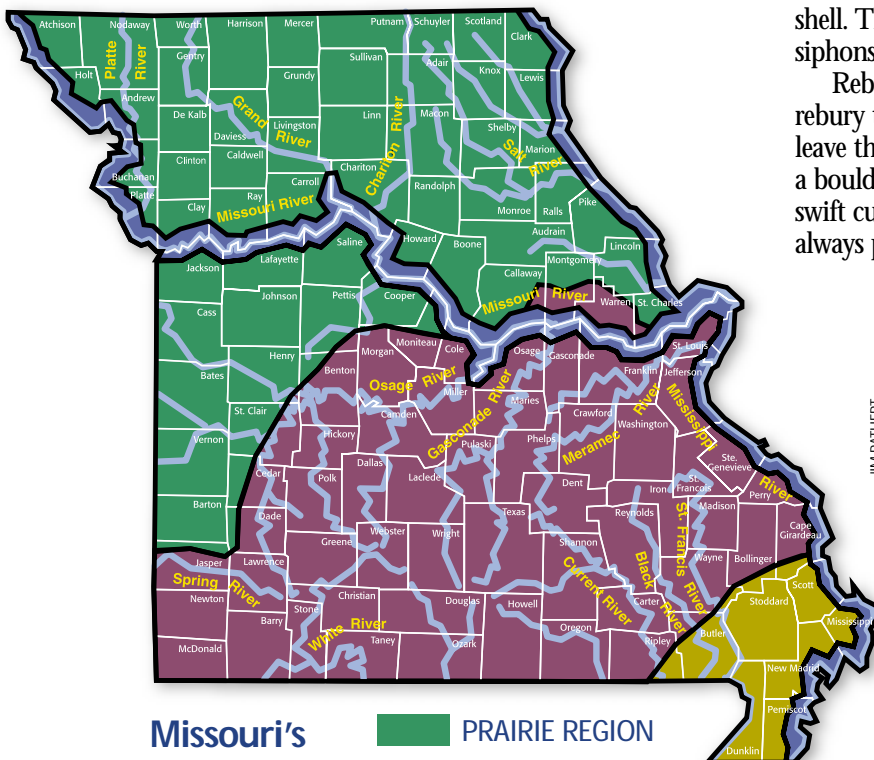 Atchison
Nodaway
Worth
Harrison
Mercer
Putnam
Schuyler
Scotland
Clark
Holt
Platte
River
Gentry
Sullivan
Adair
Knox
Lewis
Andrew
Grundy
De Kalb
Grand
River
Daviess
Livingston
Linn
Macon
Shelby
Marion
Salt
River
Clinton
Caldwell
Buchanan
Platte
Clay
Ray
Carroll
Chariton
Chariton River
Randolph
Monroe
Ralls
Pike
Missouri River
Audrain
Lincoln
Saline
Howard
Boone
Callaway
Montgomery
Warren
St. Charles
Missouri River
Jackson
Lafayette
Cass
Johnson
Pettis
Cooper
Moniteau
Cole
Osage
Gasconade
St. Louis
Franklin
Jefferson
Bates
Henry
Benton
Morgan
Osage River
Miller
Camden
Maries
Gasconade River
Crawford
Meramec
River
Washington
Mississippi
River
St. Clair
Vernon
Hickory
Cedar
Polk
Dallas
Laclede
Pulaski
Phelps
Dent
Iron
St.
Francois
Ste.
Genevieve
Perry
Barton
Dade
Greene
Webster
Wright
Texas
Shannon
Reynolds
Madison
St. Francis
River
Cape
Girardeau
Wayne
Bollinger
Jasper
Lawrence
Spring
River
Newton
Christian
Stone
Barry
Douglas
Howell
Current River
Black
River
Carter
McDonald
White River
Taney
Ozark
Oregon
Ripley
Butler
Stoddard
Scott
Mississippi
New Madrid
Pemiscot
Dunklin
Missouri's
PRAIRIE REGION
shell. T
siphons
Reb
rebury
leave th
a bould
swift cu
always p